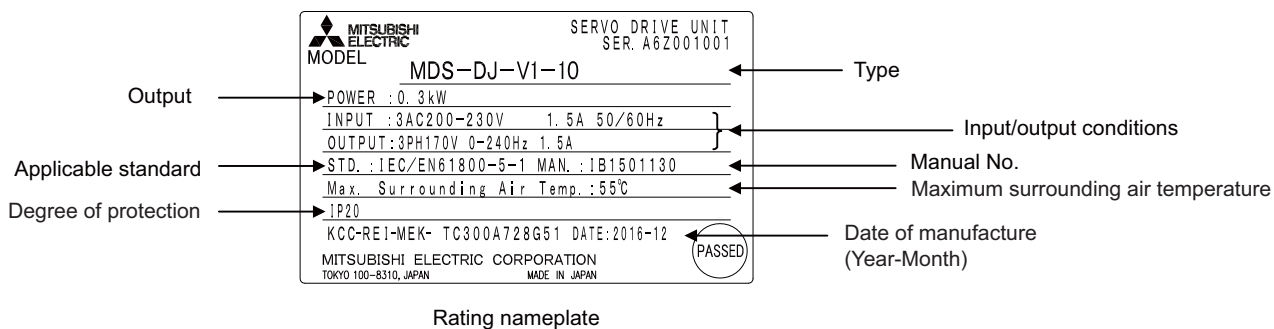 MITSUBISHI ELECTRIC
SERVO DRIVE UNIT
SER. A6Z001001
MODEL
MDS-DJ-V1-10
Type
Output
POWER :0.3kW
INPUT :3AC200-230V 1.5A 50/60Hz
Input/output conditions
OUTPUT:3PH170V 0-240Hz 1.5A
Applicable standard
STD. :IEC/EN61800-5-1 MAN. :IB1501130
Manual No.
Max. Surrounding Air Temp.:55℃
Maximum surrounding air temperature
Degree of protection
IP20
KCC-REI-MEK- TC300A728G51 DATE:2016-12
Date of manufacture
(Year-Month)
PASSED
MITSUBISHI ELECTRIC CORPORATION
TOKYO 100-8310, JAPAN MADE IN JAPAN
Rating nameplate